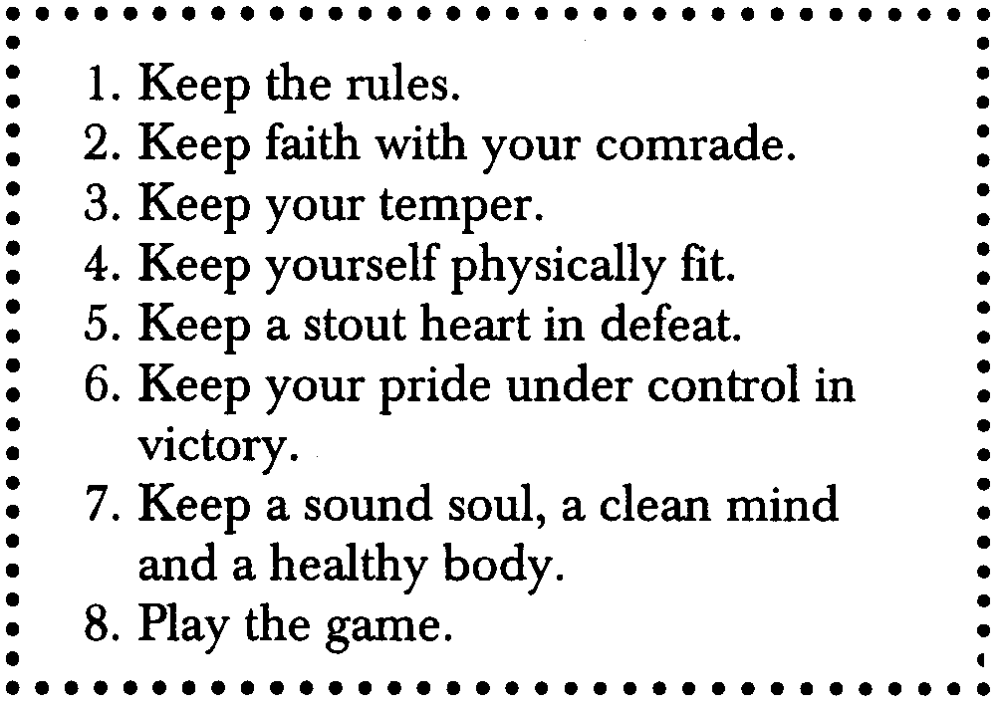 1. Keep the rules.
2. Keep faith with your comrade.
3. Keep your temper.
4. Keep yourself physically fit.
5. Keep a stout heart in defeat.
6. Keep your pride under control in
victory.
7. Keep a sound soul, a clean mind
and a healthy body.
8. Play the game.